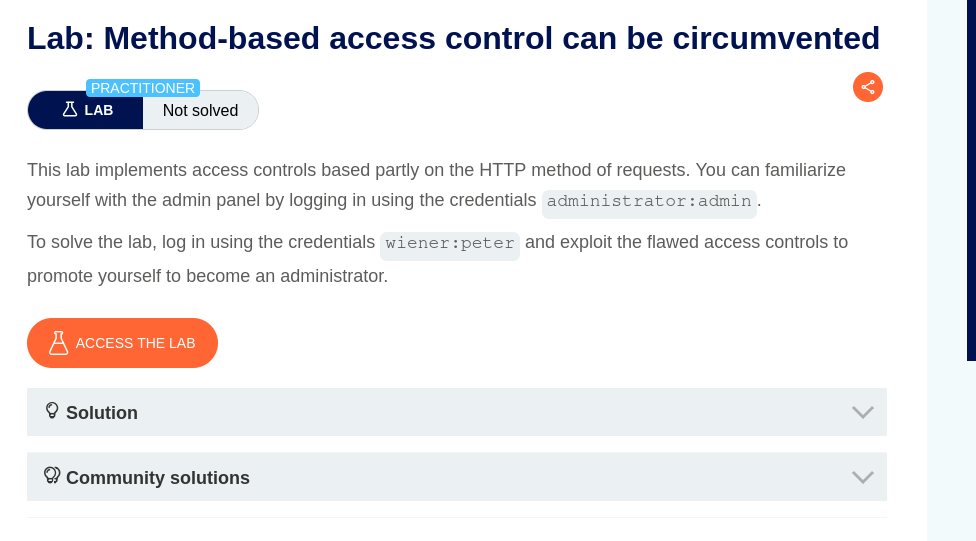 Lab: Method-based access control can be circumvented
PRACTITIONER
LAB
Not solved
This lab implements access controls based partly on the HTTP method of requests. You can familiarize
yourself with the admin panel by logging in using the credentials administrator:admin.
To solve the lab, log in using the credentials wiener:peter and exploit the flawed access controls to
promote yourself to become an administrator.
ACCESS THE LAB
Solution
Community solutions